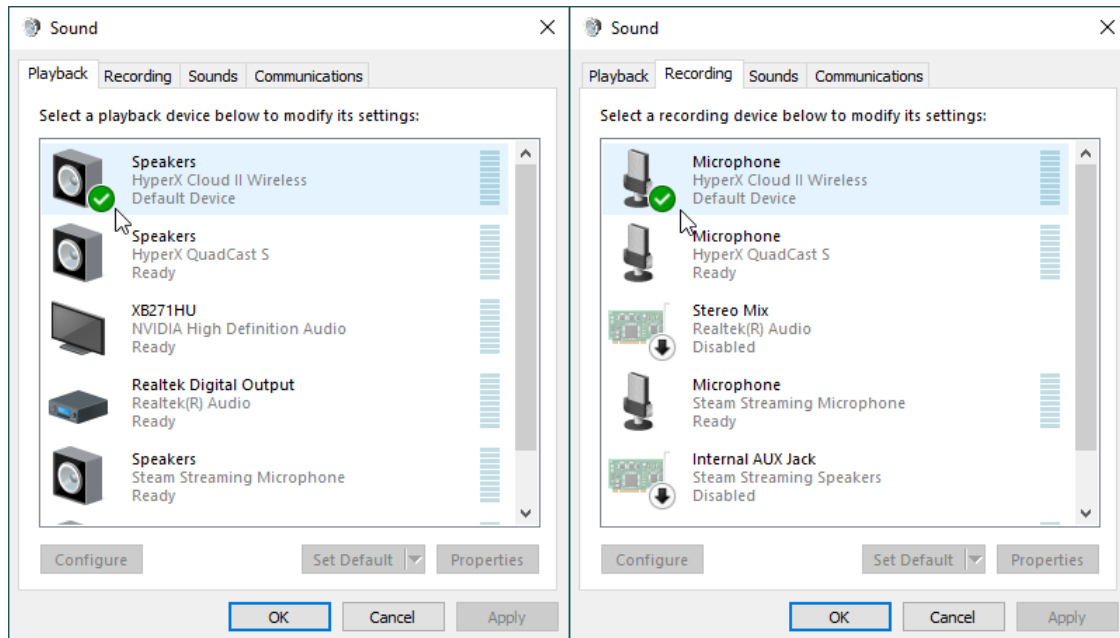 Sound
Playback Recording Sounds Communications
Select a playback device below to modify its settings:
Speakers
HyperX Cloud II Wireless
Default Device
Speakers
HyperX QuadCast S
Ready
XB271HU
NVIDIA High Definition Audio
Ready
Realtek Digital Output
Realtek(R) Audio
Ready
Speakers
Steam Streaming Microphone
Ready
Configure Set Default Properties
OK Cancel Apply
Sound
Playback Recording Sounds Communications
Select a recording device below to modify its settings:
Microphone
HyperX Cloud II Wireless
Default Device
Microphone
HyperX QuadCast S
Ready
Stereo Mix
Realtek(R) Audio
Disabled
Microphone
Steam Streaming Microphone
Ready
Internal AUX Jack
Steam Streaming Speakers
Disabled
Configure Set Default Properties
OK Cancel Apply